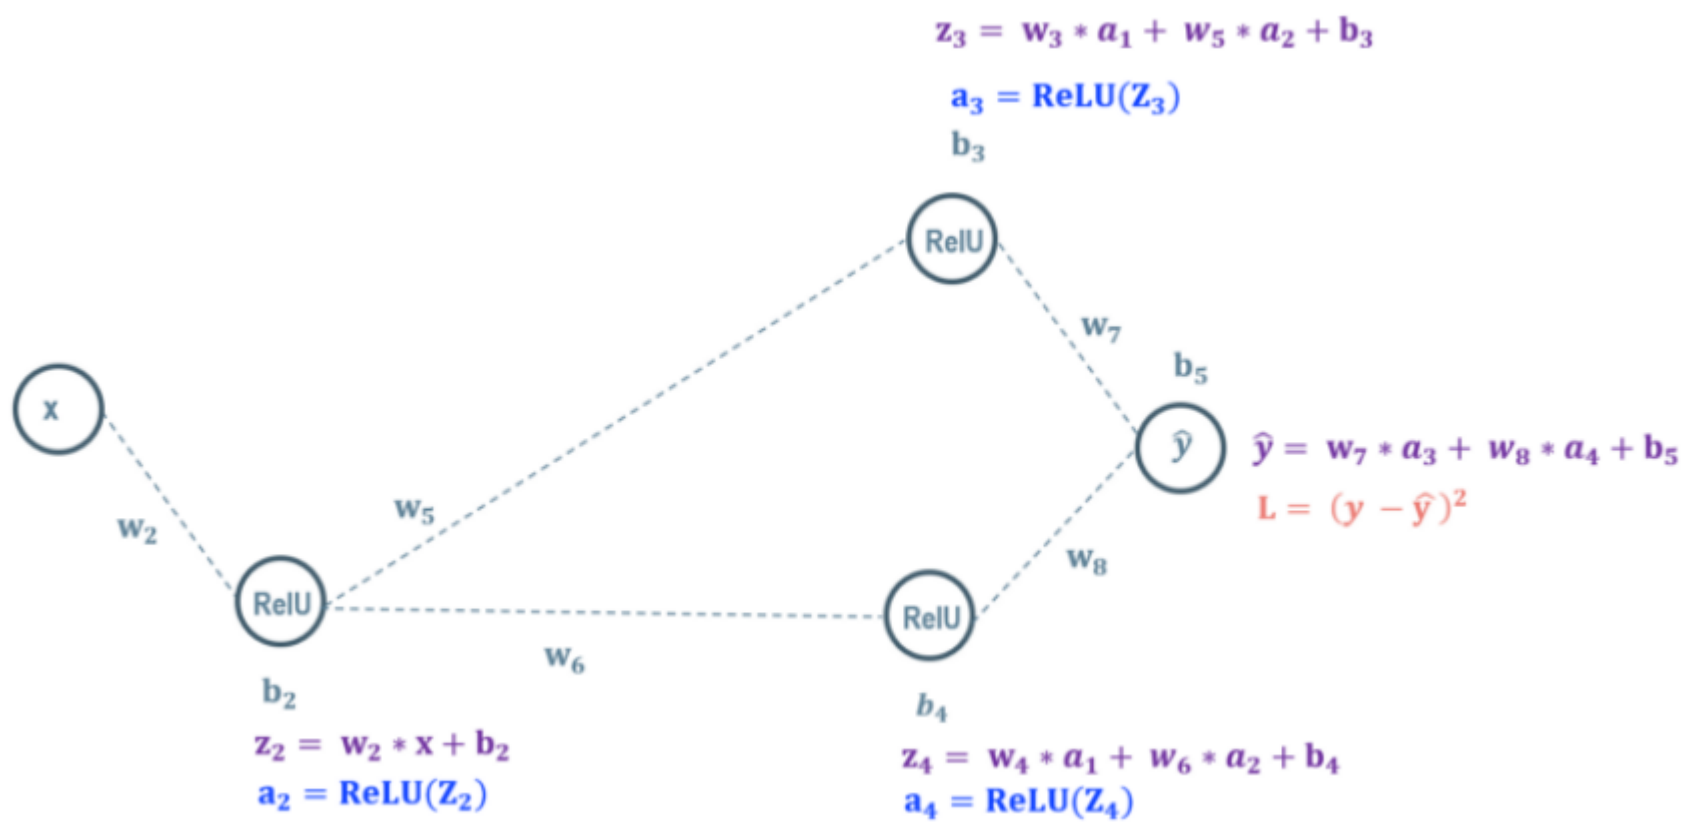 z₃ = w₃ * a₁ + w₅ * a₂ + b₃
a₃ = ReLU(Z₃)
b₃
RelU
w₇
b₅
x
ŷ
ŷ = w₇ * a₃ + w₈ * a₄ + b₅
L = (y − ŷ)²
w₅
w₂
w₈
RelU
RelU
w₆
b₂
b₄
z₂ = w₂ * x + b₂
a₂ = ReLU(Z₂)
z₄ = w₄ * a₁ + w₆ * a₂ + b₄
a₄ = ReLU(Z₄)